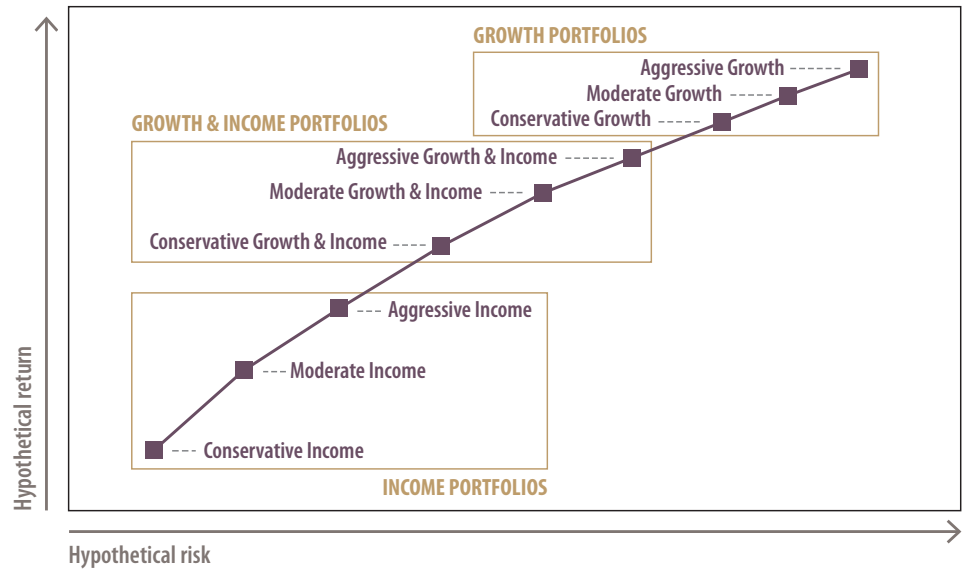 GROWTH PORTFOLIOS
Aggressive Growth
Moderate Growth
Conservative Growth
GROWTH & INCOME PORTFOLIOS
Aggressive Growth & Income
Moderate Growth & Income
Conservative Growth & Income
Aggressive Income
Moderate Income
Conservative Income
INCOME PORTFOLIOS
Hypothetical return
Hypothetical risk